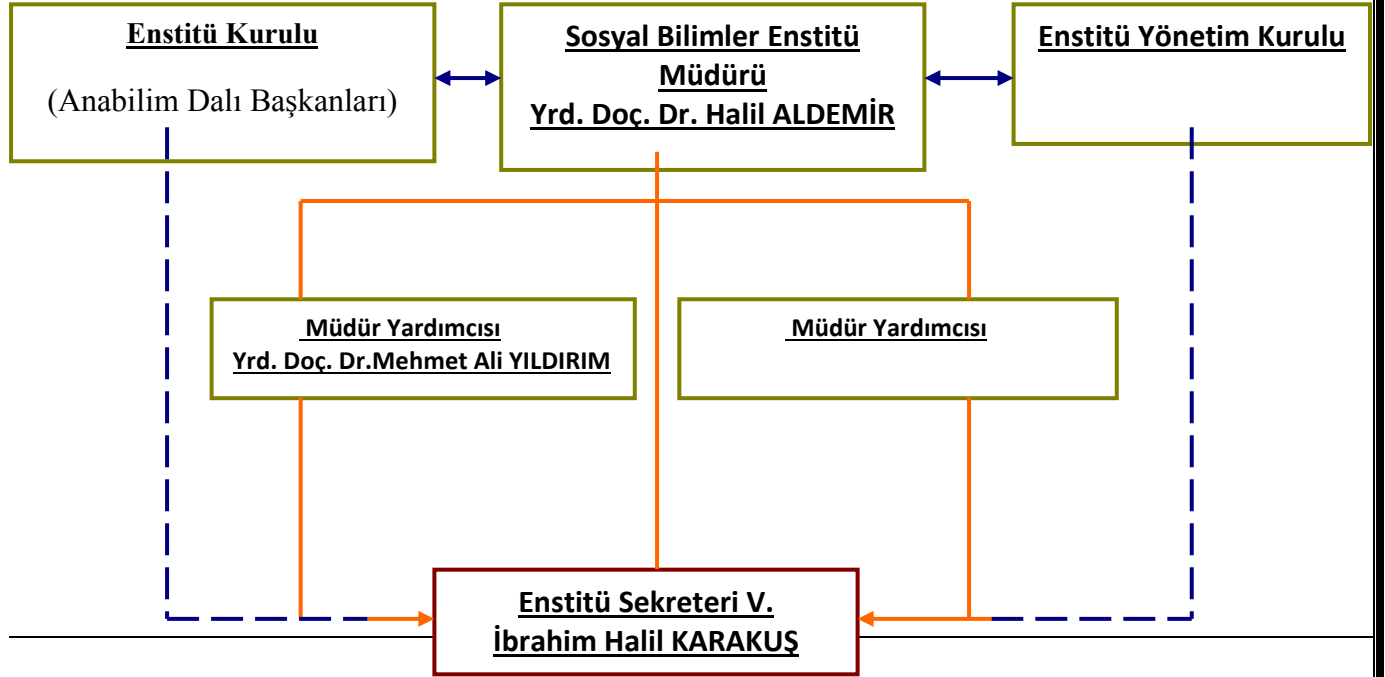 Enstitü Kurulu
(Anabilim Dalı Başkanları)
Sosyal Bilimler Enstitü
Müdürü
Yrd. Doç. Dr. Halil ALDEMİR
Enstitü Yönetim Kurulu
Müdür Yardımcısı
Yrd. Doç. Dr.Mehmet Ali YILDIRIM
Müdür Yardımcısı
Enstitü Sekreteri V.
İbrahim Halil KARAKUŞ